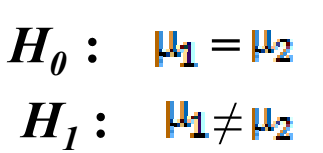 H₀ : μ₁ = μ₂
H₁ : μ₁ ≠ μ₂